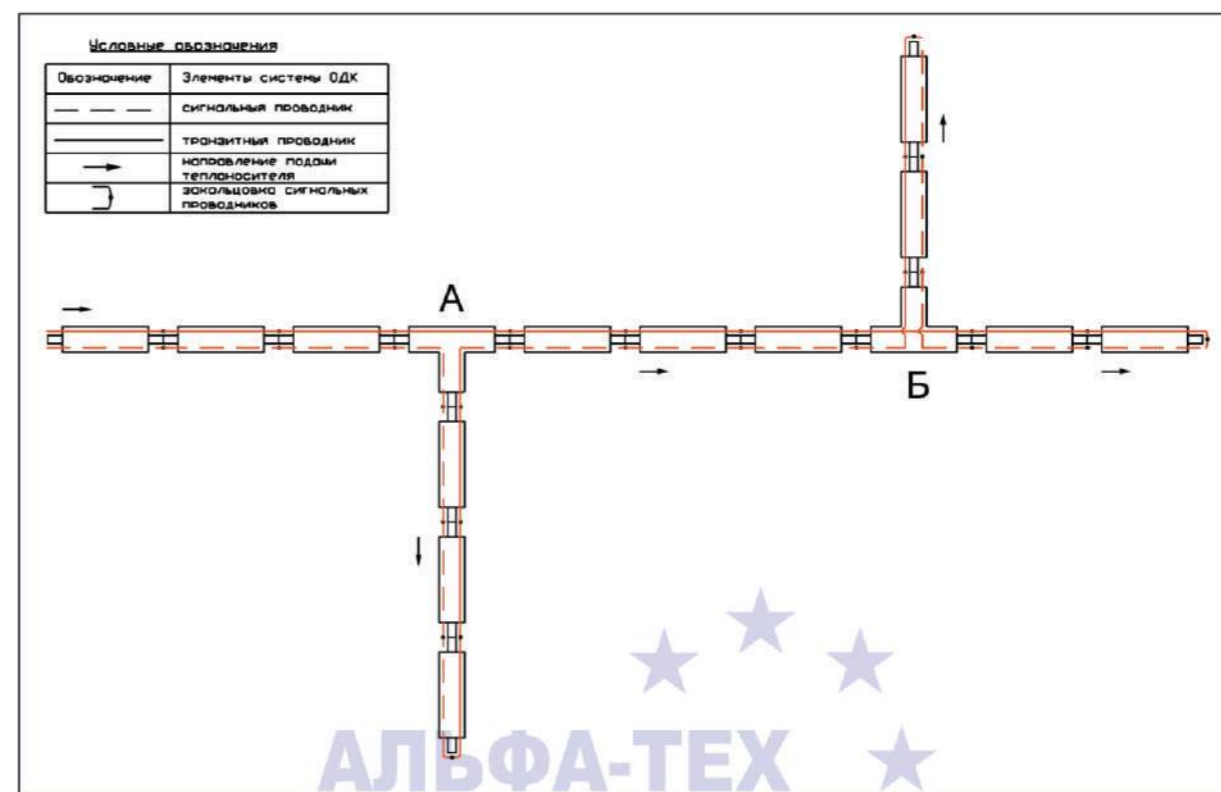 Условные обозначения
Обозначение Элементы системы ОДК
сигнальный проводник
транзитный проводник
направление подачи
теплоносителя
закольцовка сигнальных
проводников
А
Б
АЛЬФА-ТЕХ